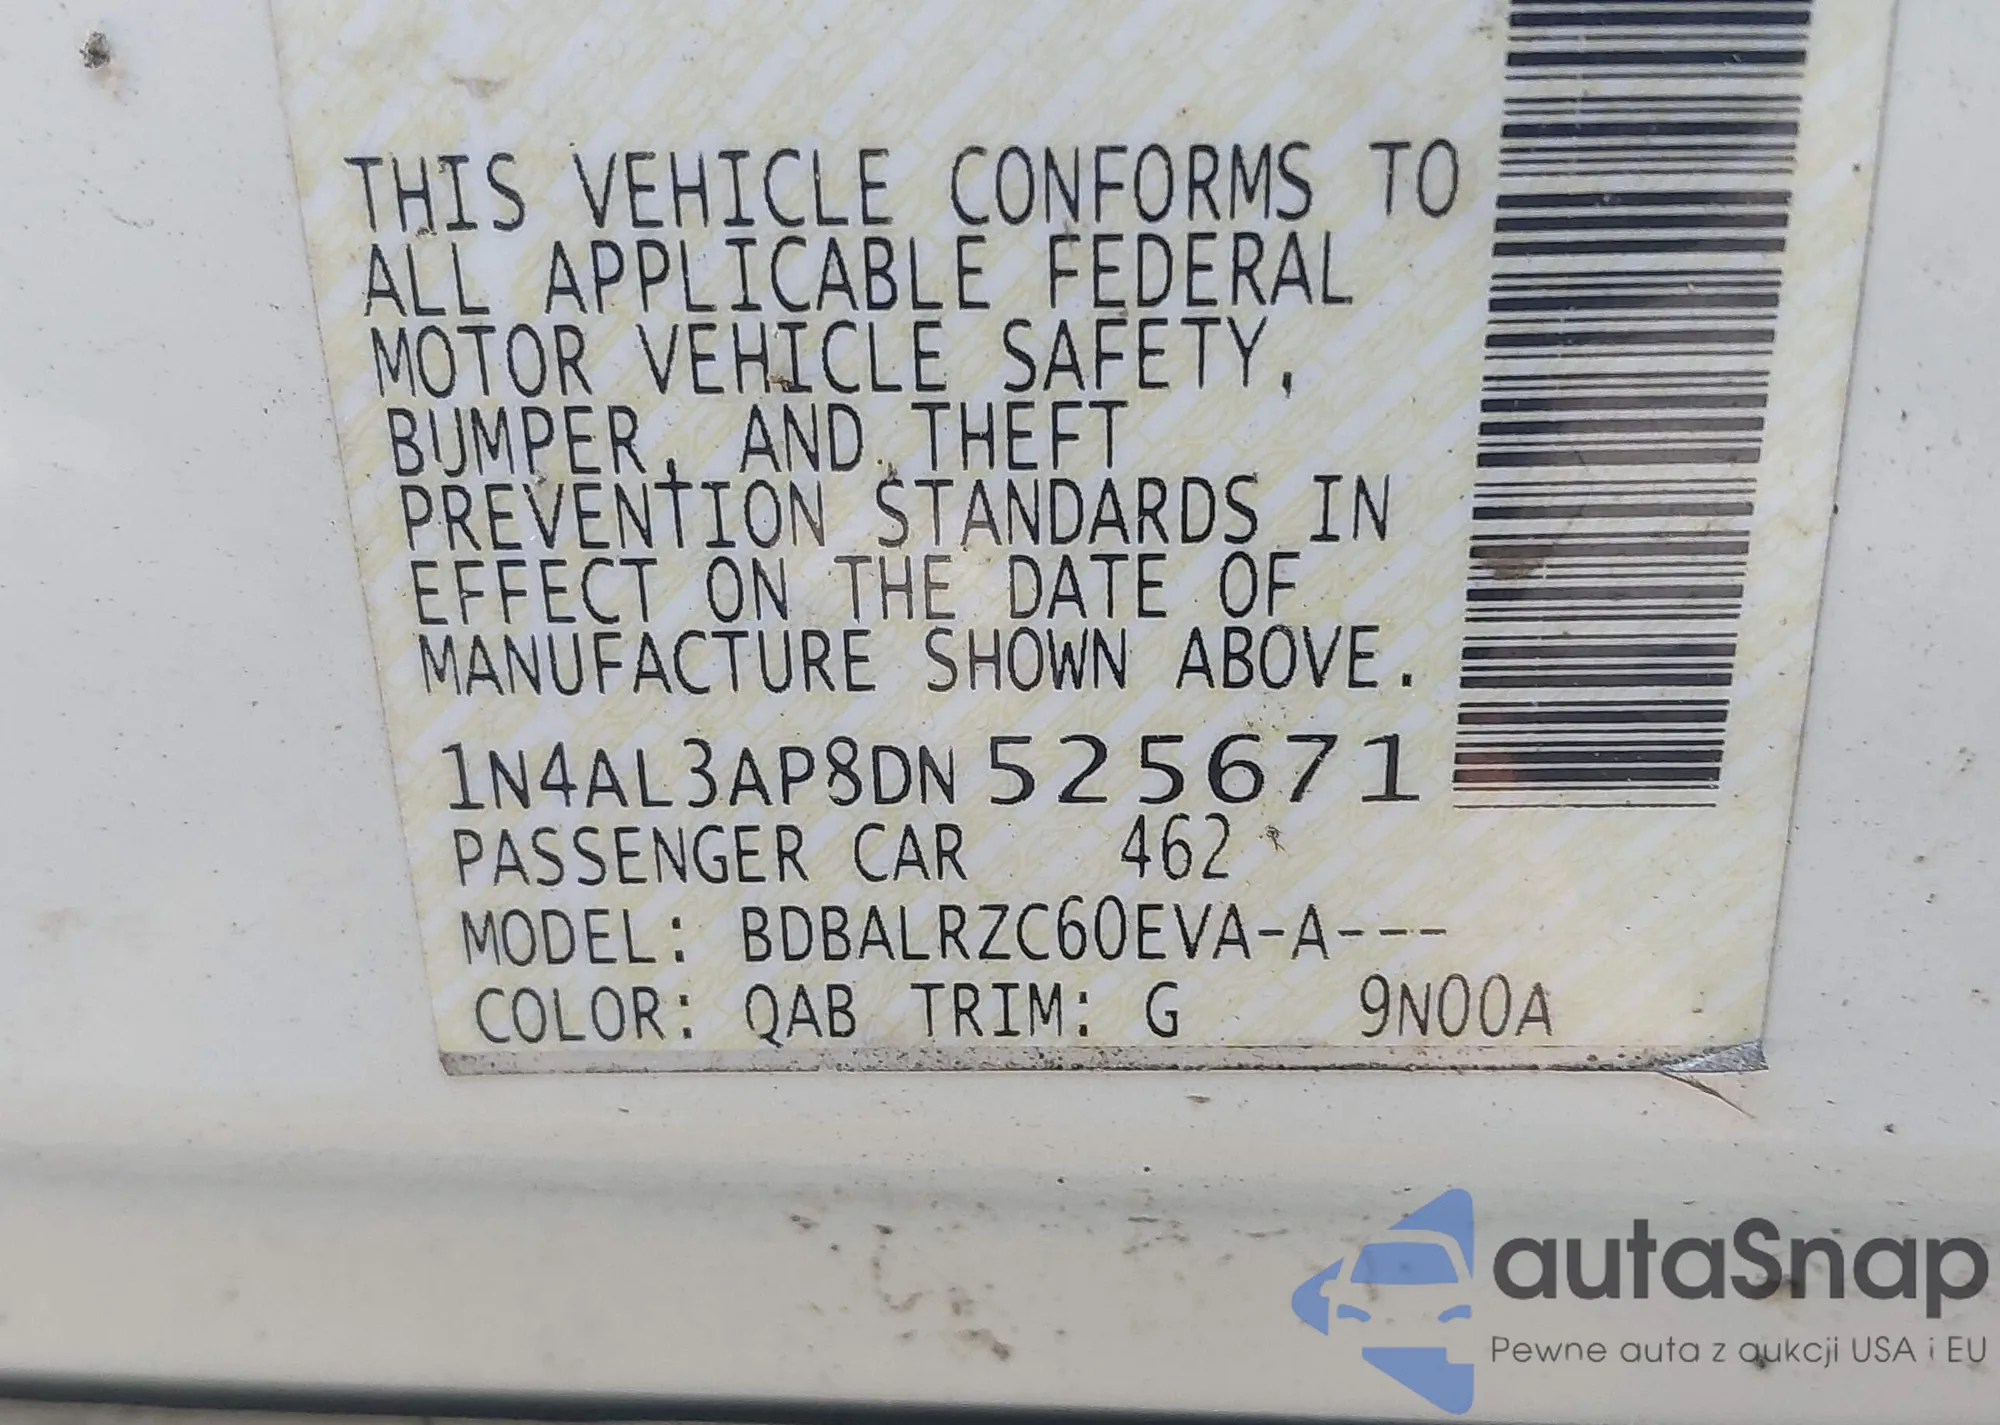 THIS VEHICLE CONFORMS TO
ALL APPLICABLE FEDERAL
MOTOR VEHICLE SAFETY,
BUMPER, AND THEFT
PREVENTION STANDARDS IN
EFFECT ON THE DATE OF
MANUFACTURE SHOWN ABOVE.
1N4AL3AP8DN525671
PASSENGER CAR 462
MODEL: BDBALRZC60EVA-A---
COLOR: QAB TRIM: G 9N00A
autaSnap
Pewne auta z aukcji USA i EU